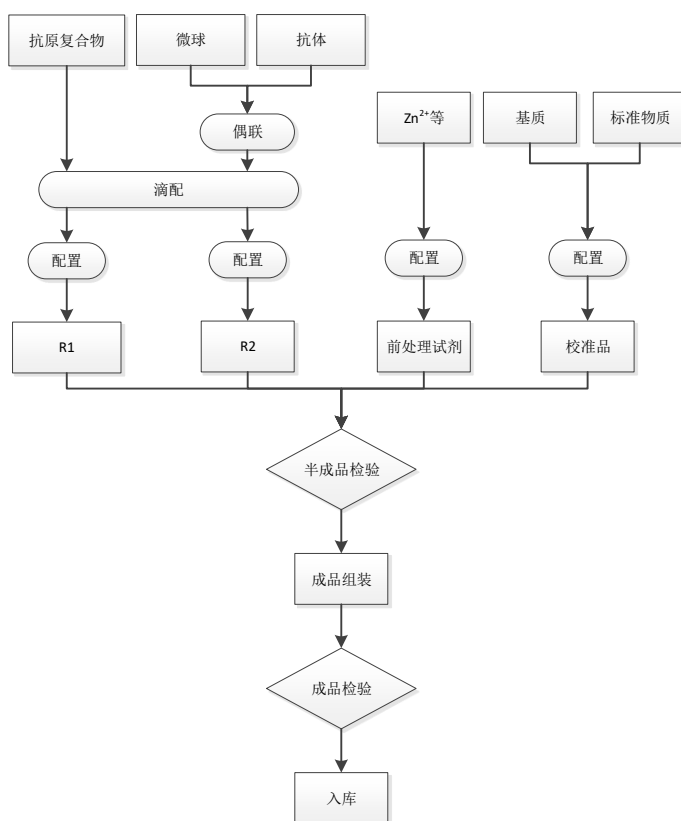 抗原复合物
微球
抗体
偶联
Zn²⁺等
基质
标准物质
滴配
配置
配置
配置
配置
R1
R2
前处理试剂
校准品
半成品检验
成品组装
成品检验
入库